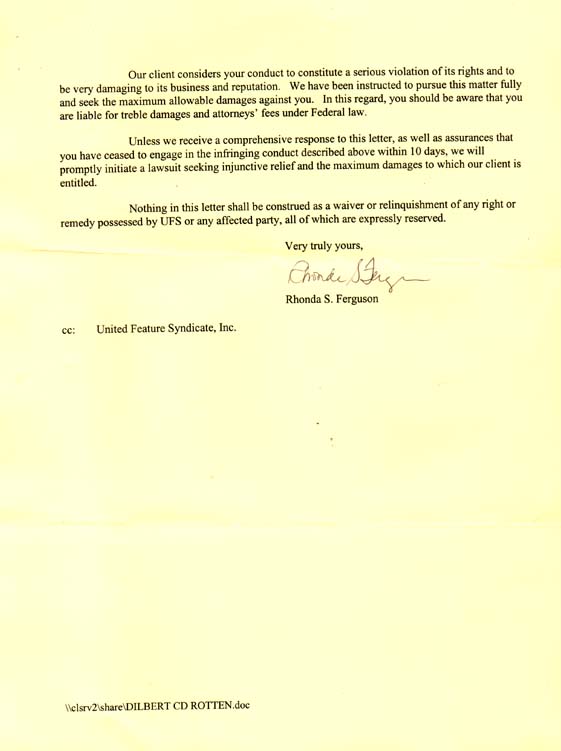 Our client considers your conduct to constitute a serious violation of its rights and to
be very damaging to its business and reputation. We have been instructed to pursue this matter fully
and seek the maximum allowable damages against you. In this regard, you should be aware that you
are liable for treble damages and attorneys' fees under Federal law.
Unless we receive a comprehensive response to this letter, as well as assurances that
you have ceased to engage in the infringing conduct described above within 10 days, we will
promptly initiate a lawsuit seeking injunctive relief and the maximum damages to which our client is
entitled.
Nothing in this letter shall be construed as a waiver or relinquishment of any right or
remedy possessed by UFS or any affected party, all of which are expressly reserved.
Very truly yours,
Rhonda S Ferguson
Rhonda S. Ferguson
cc: United Feature Syndicate, Inc.
\\clsrv2\share\DILBERT CD ROTTEN.doc